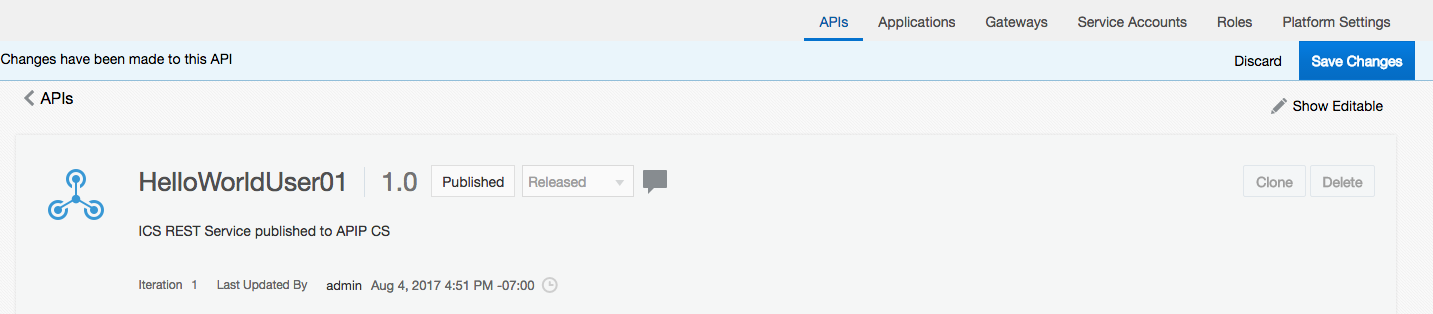 APIs Applications Gateways Service Accounts Roles Platform Settings
Changes have been made to this API Discard Save Changes
APIs
Show Editable
HelloWorldUser01 1.0 Published Released Clone Delete
ICS REST Service published to APIP CS
Iteration 1 Last Updated By admin Aug 4, 2017 4:51 PM -07:00